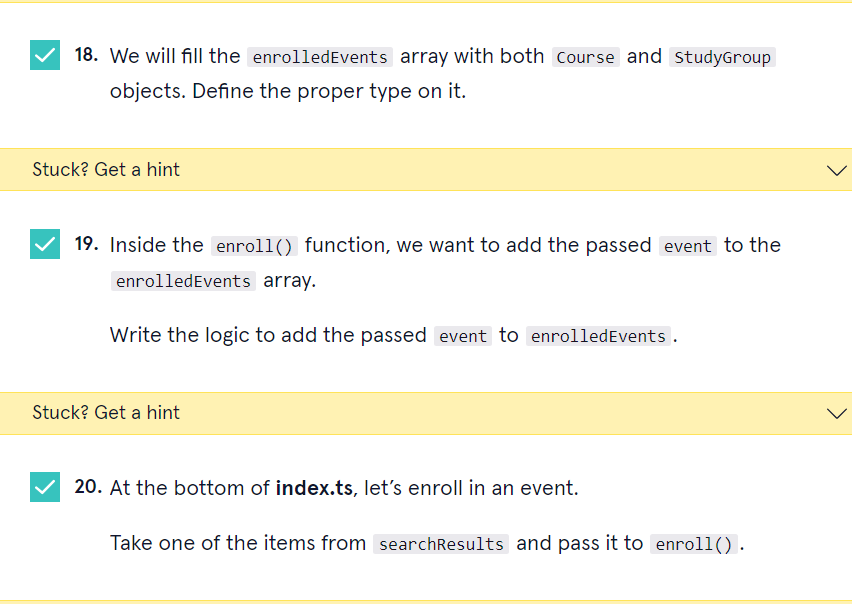 18. We will fill the enrolledEvents array with both Course and StudyGroup
objects. Define the proper type on it.
Stuck? Get a hint
19. Inside the enroll() function, we want to add the passed event to the
enrolledEvents array.
Write the logic to add the passed event to enrolledEvents.
Stuck? Get a hint
20. At the bottom of index.ts, let’s enroll in an event.
Take one of the items from searchResults and pass it to enroll().